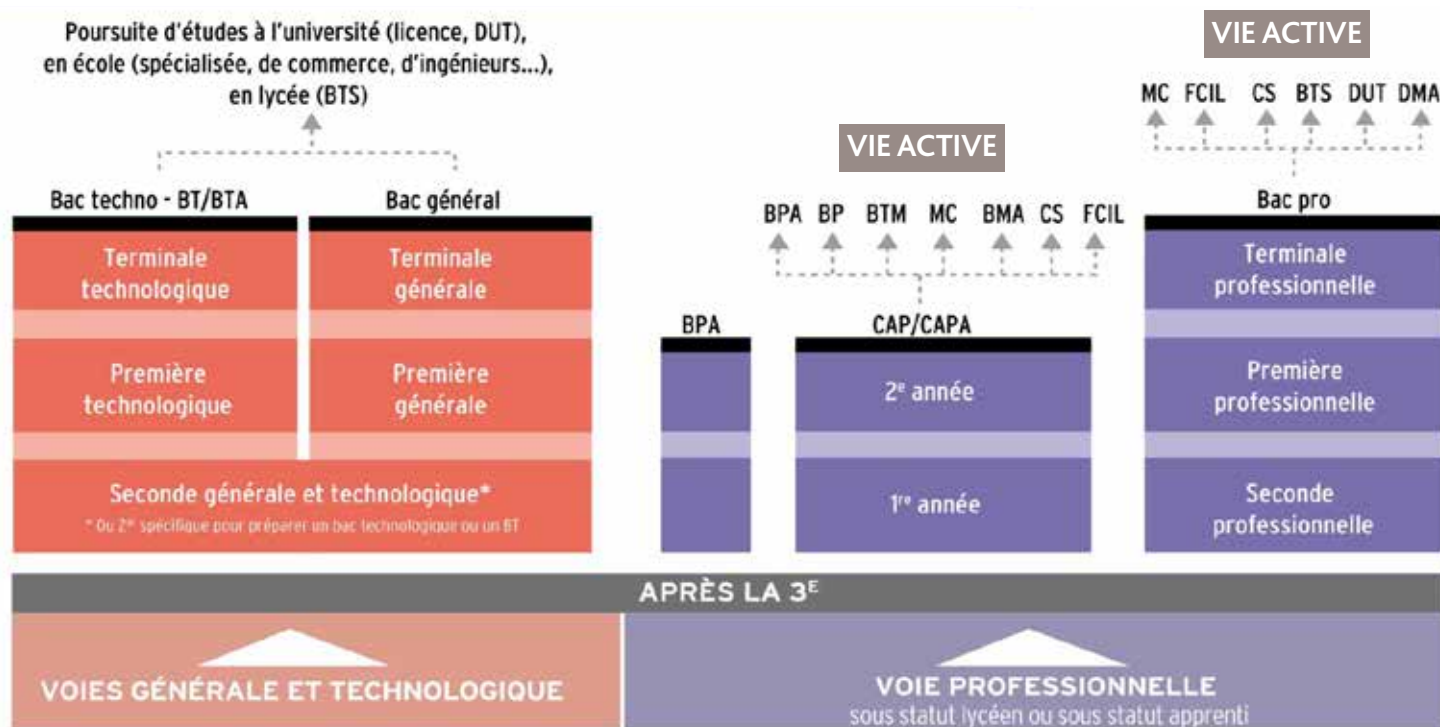 Poursuite d'études à l'université (licence, DUT),
en école (spécialisée, de commerce, d'ingénieurs...),
en lycée (BTS)
Bac techno - BT/BTA
Bac général
Terminale
technologique
Terminale
générale
Première
technologique
Première
générale
Seconde générale et technologique*
* Ou 2de spécifique pour préparer un bac technologique ou un BT
VIE ACTIVE
BPA BP BTM MC BMA CS FCIL
BPA
CAP/CAPA
2e année
1re année
VIE ACTIVE
MC FCIL CS BTS DUT DMA
Bac pro
Terminale
professionnelle
Première
professionnelle
Seconde
professionnelle
APRÈS LA 3E
VOIES GÉNÉRALE ET TECHNOLOGIQUE
VOIE PROFESSIONNELLE
sous statut lycéen ou sous statut apprenti